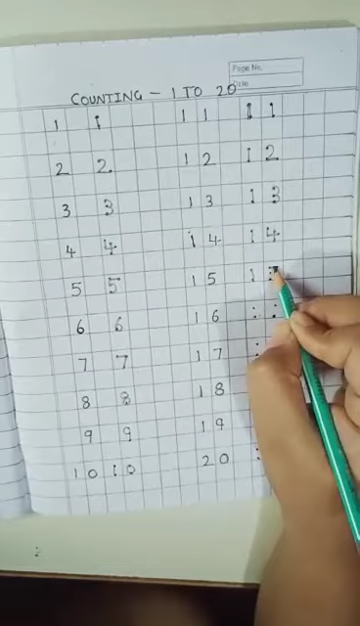 Page No.
Date
COUNTING - 1 TO 20
1 1 11 11
2 2 12 12
3 3 13 13
4 4 14 14
5 5 15 1
6 6 16
7 7 17
8 8 18
9 9 19
10 10 20